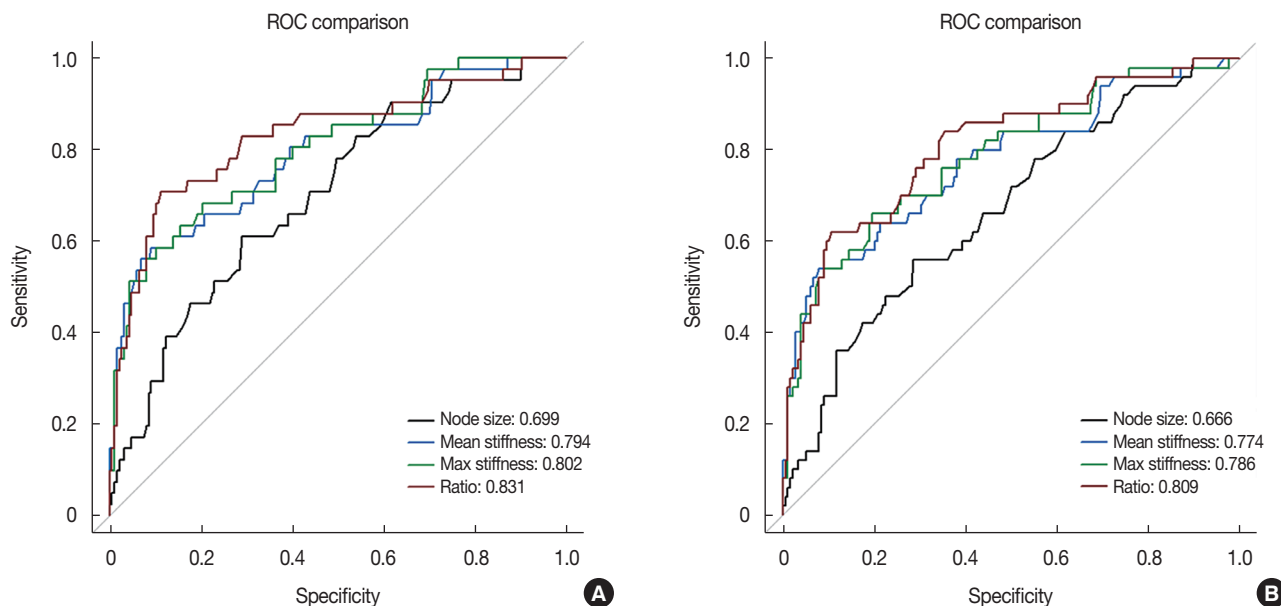 ROC comparison
1.0
0.8
0.6
0.4
0.2
0
Sensitivity
Node size: 0.699
Mean stiffness: 0.794
Max stiffness: 0.802
Ratio: 0.831
0 0.2 0.4 0.6 0.8 1.0
Specificity
A
ROC comparison
1.0
0.8
0.6
0.4
0.2
0
Sensitivity
Node size: 0.666
Mean stiffness: 0.774
Max stiffness: 0.786
Ratio: 0.809
0 0.2 0.4 0.6 0.8 1.0
Specificity
B